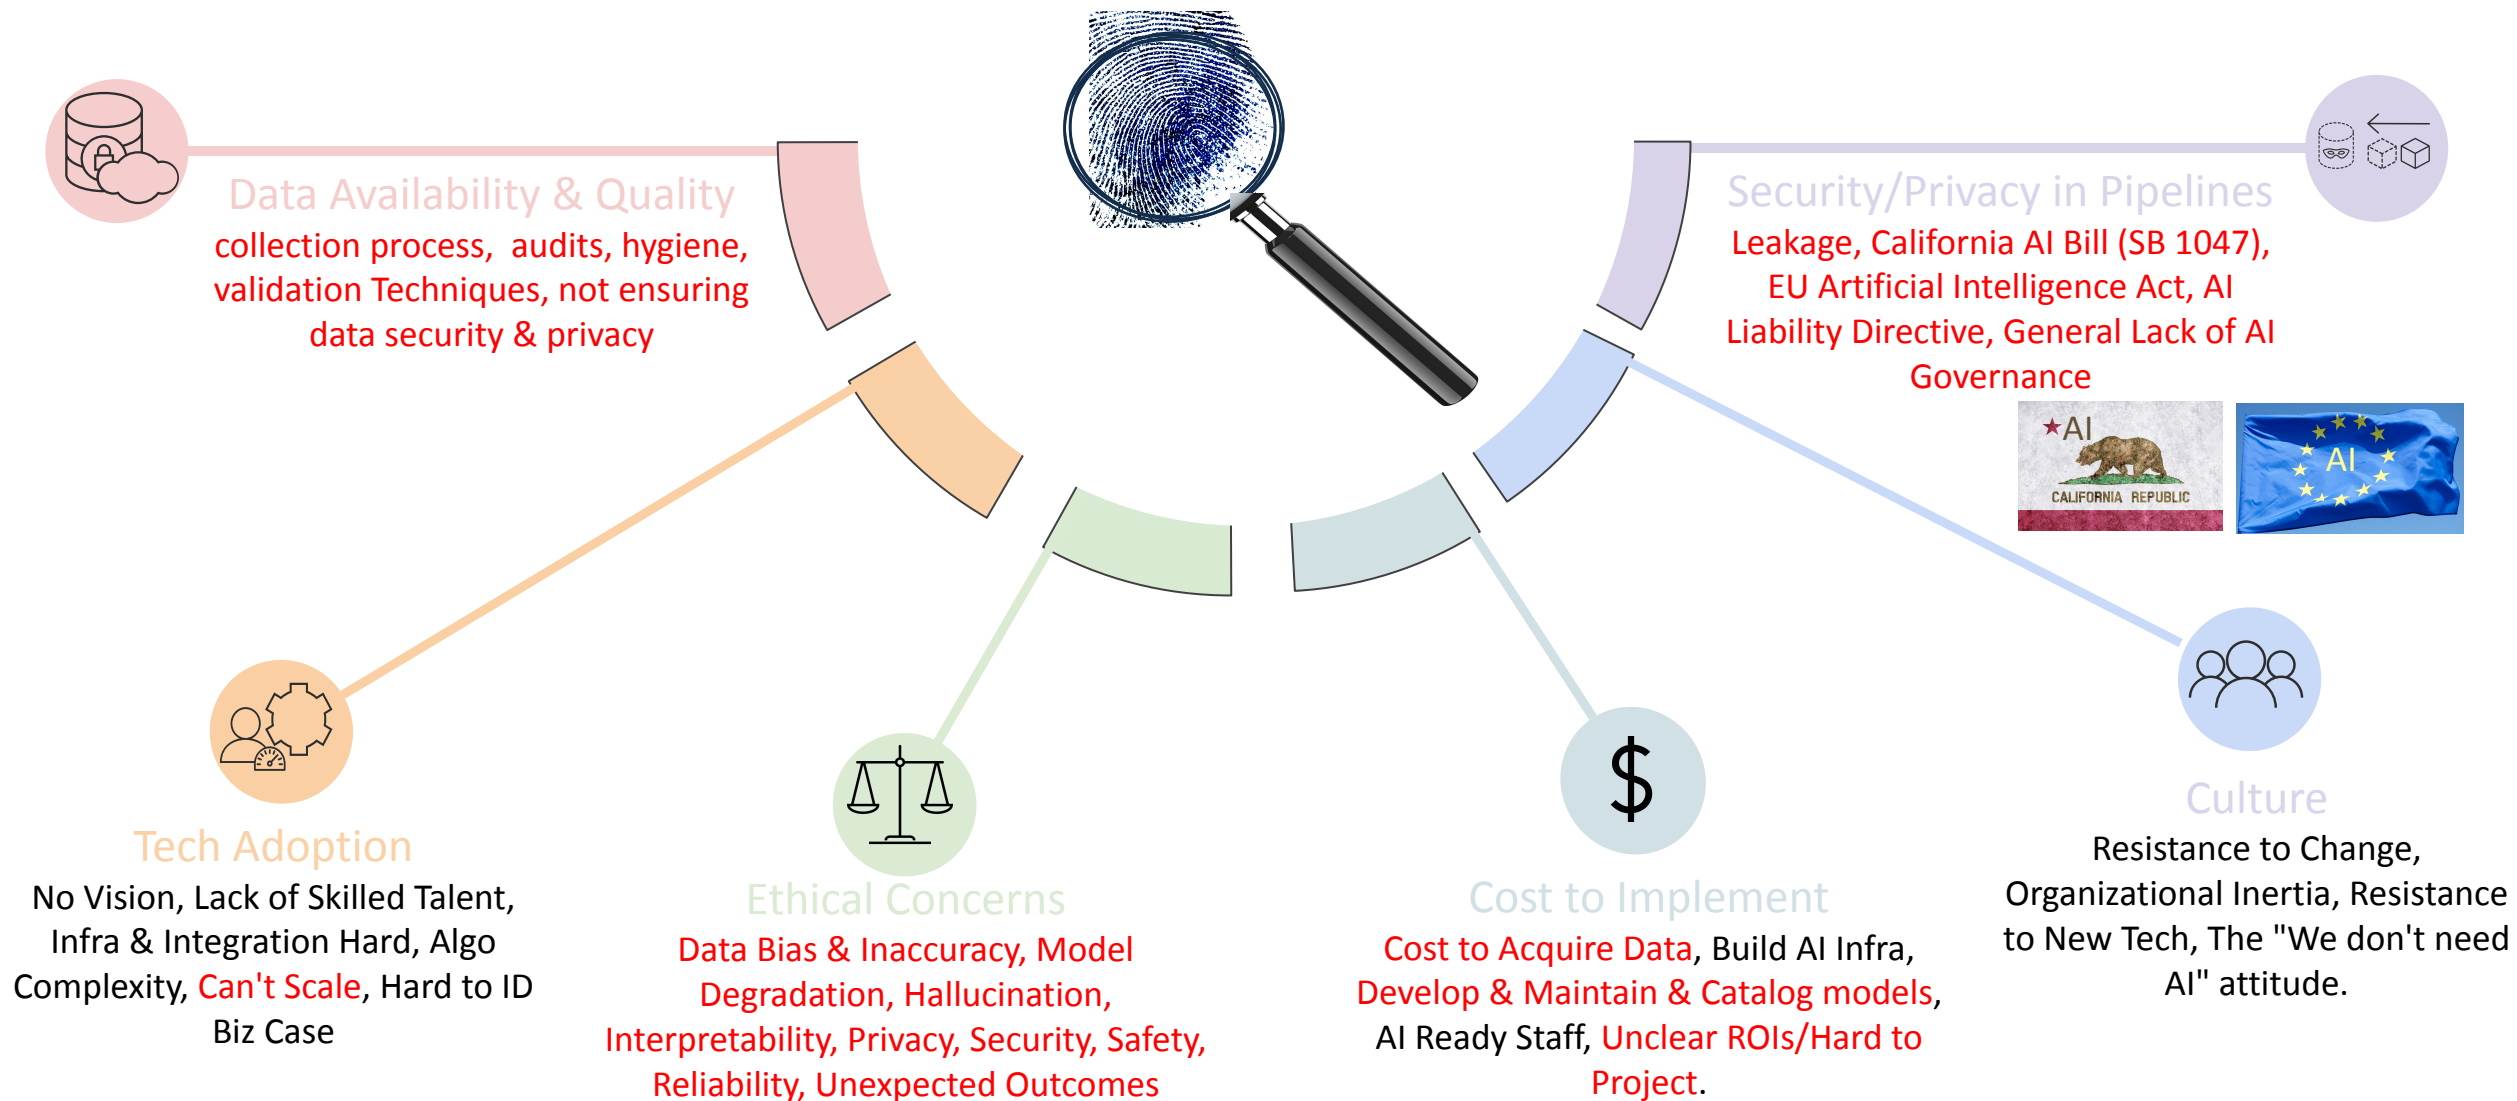 Data Availability & Quality
collection process,  audits, hygiene,
validation Techniques, not ensuring
data security & privacy
Security/Privacy in Pipelines
Leakage, California AI Bill (SB 1047),
EU Artificial Intelligence Act, AI
Liability Directive, General Lack of AI
Governance
AI
CALIFORNIA REPUBLIC
AI
Tech Adoption
No Vision, Lack of Skilled Talent,
Infra & Integration Hard, Algo
Complexity, Can't Scale, Hard to ID
Biz Case
Ethical Concerns
Data Bias & Inaccuracy, Model
Degradation, Hallucination,
Interpretability, Privacy, Security, Safety,
Reliability, Unexpected Outcomes
$
Cost to Implement
Cost to Acquire Data, Build AI Infra,
Develop & Maintain & Catalog models,
AI Ready Staff, Unclear ROIs/Hard to
Project.
Culture
Resistance to Change,
Organizational Inertia, Resistance
to New Tech, The "We don't need
AI" attitude.